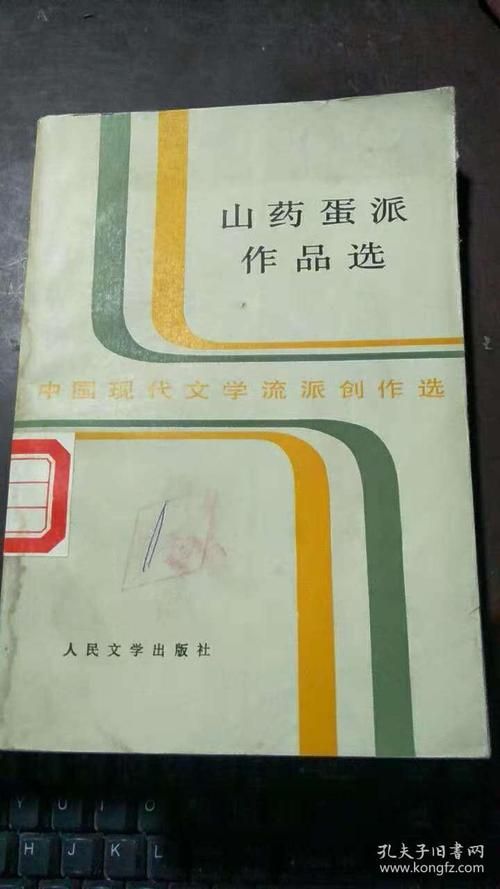 山药蛋派
作品选
中国现代文学流派创作选
人民文学出版社
Y U I O
H J K L
孔夫子旧书网
www.kongfz.com